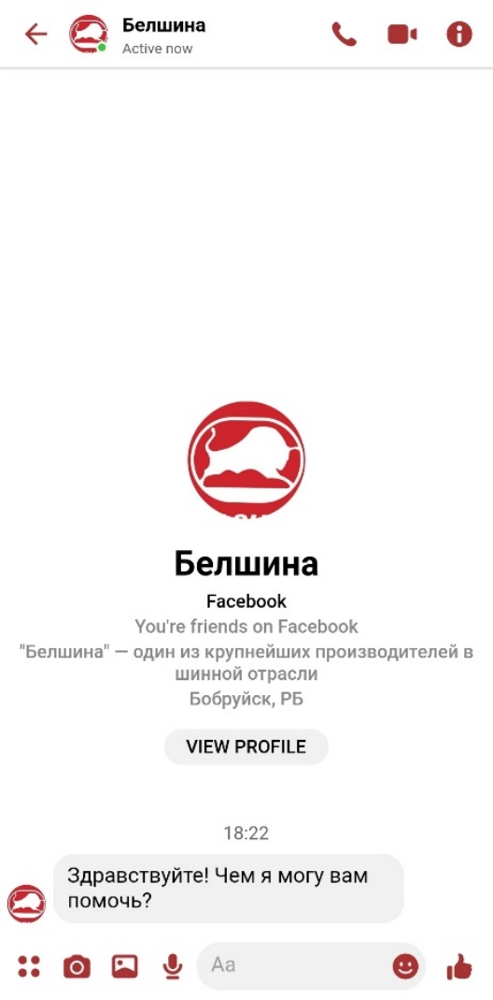 Белшина
Active now
Белшина
Facebook
You're friends on Facebook
"Белшина" — один из крупнейших производителей в
шинной отрасли
Бобруйск, РБ
VIEW PROFILE
18:22
Здравствуйте! Чем я могу вам
помочь?
Aa